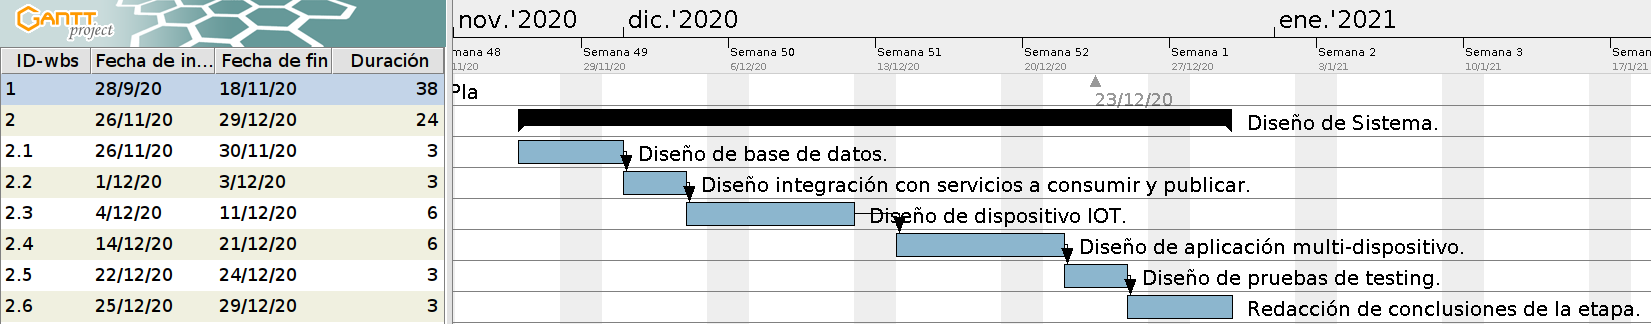 GANTT
project
nov.'2020 dic.'2020 ene.'2021
mana 48 Semana 49 Semana 50 Semana 51 Semana 52 Semana 1 Semana 2 Semana 3 Seman
11/20 29/11/20 6/12/20 13/12/20 20/12/20 27/12/20 3/1/21 10/1/21 17/1/21
ID-wbs Fecha de in... Fecha de fin Duración
1 28/9/20 18/11/20 38 Pla
23/12/20
2 26/11/20 29/12/20 24 Diseño de Sistema.
2.1 26/11/20 30/11/20 3 Diseño de base de datos.
2.2 1/12/20 3/12/20 3 Diseño integración con servicios a consumir y publicar.
2.3 4/12/20 11/12/20 6 Diseño de dispositivo IOT.
2.4 14/12/20 21/12/20 6 Diseño de aplicación multi-dispositivo.
2.5 22/12/20 24/12/20 3 Diseño de pruebas de testing.
2.6 25/12/20 29/12/20 3 Redacción de conclusiones de la etapa.